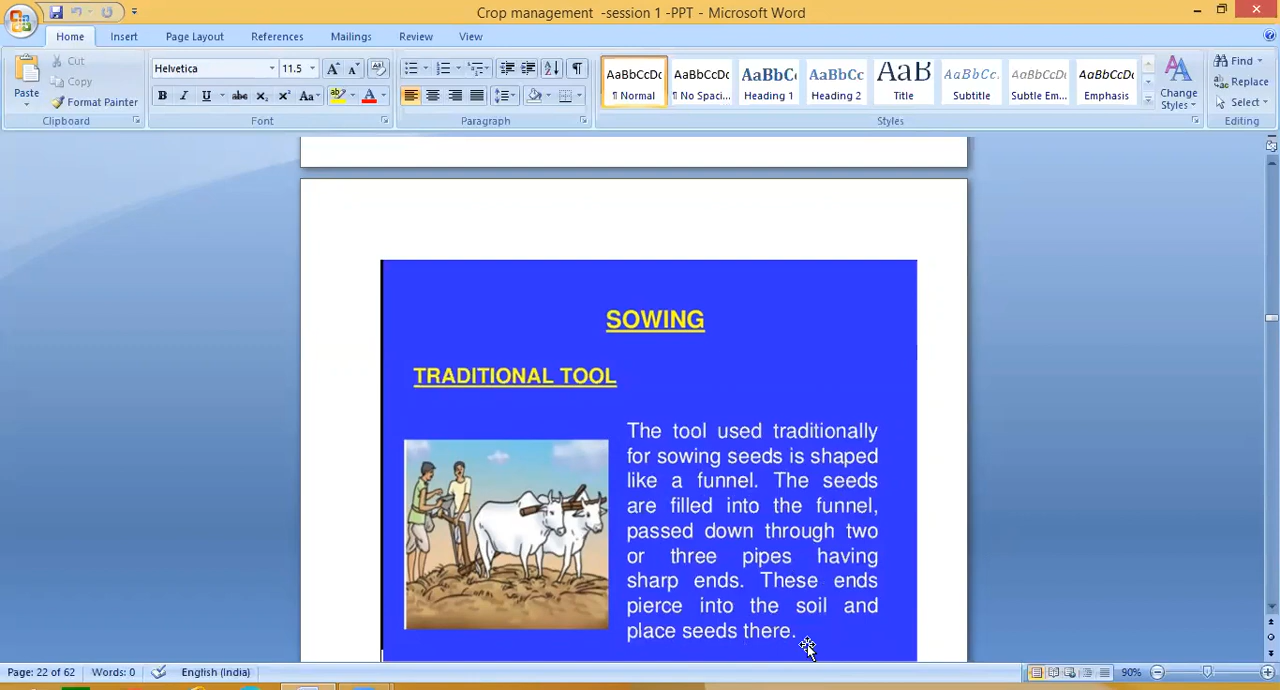 Crop management -session 1 -PPT - Microsoft Word
Home Insert Page Layout References Mailings Review View
Paste
Cut
Copy
Format Painter
Clipboard
Helvetica 11.5
Font
Paragraph
AaBbCcDc AaBbCcDc AaBbC AaBbCc AaB AaBbCc. AaBbCcDc AaBbCcDc
¶ Normal ¶ No Spaci... Heading 1 Heading 2 Title Subtitle Subtle Em... Emphasis
Change
Styles
Styles
Find
Replace
Select
Editing
SOWING
TRADITIONAL TOOL
The tool used traditionally
for sowing seeds is shaped
like a funnel. The seeds
are filled into the funnel,
passed down through two
or three pipes having
sharp ends. These ends
pierce into the soil and
place seeds there.
Page: 22 of 62 Words: 0 English (India) 90%